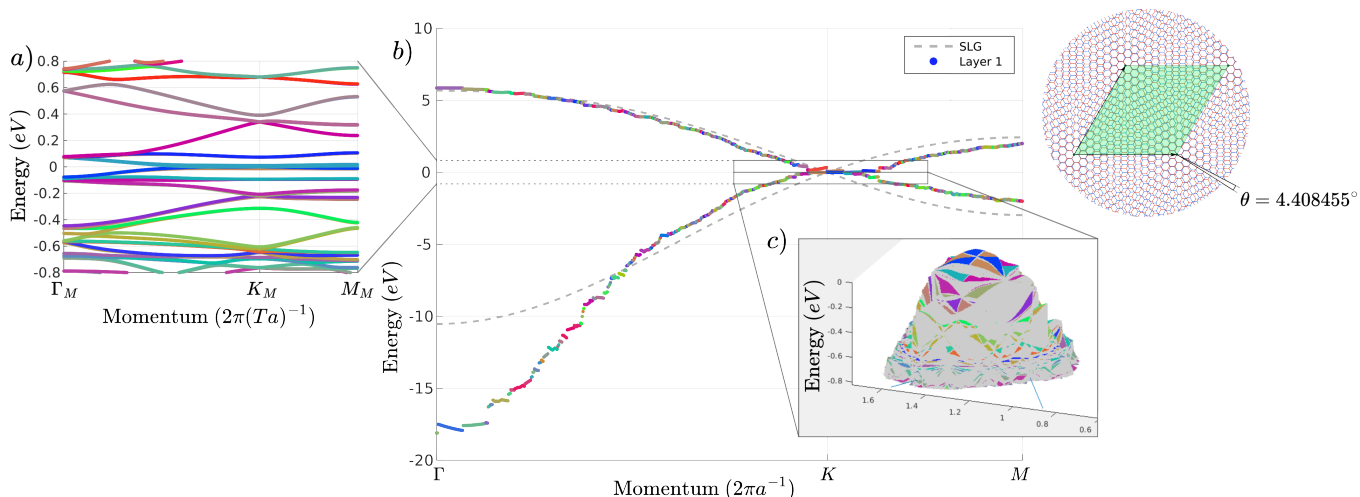 a)
0.8
0.6
0.4
0.2
0
-0.2
-0.4
-0.6
-0.8
Energy (eV)
Γ_M K_M M_M
Momentum (2π(Ta)⁻¹)
b)
10
5
0
-5
-10
-15
-20
Energy (eV)
Γ K M
Momentum (2πa⁻¹)
SLG
Layer 1
c)
0
-0.2
-0.4
-0.6
-0.8
Energy (eV)
1.6 1.4 1.2 1 0.8 0.6
θ = 4.408455°